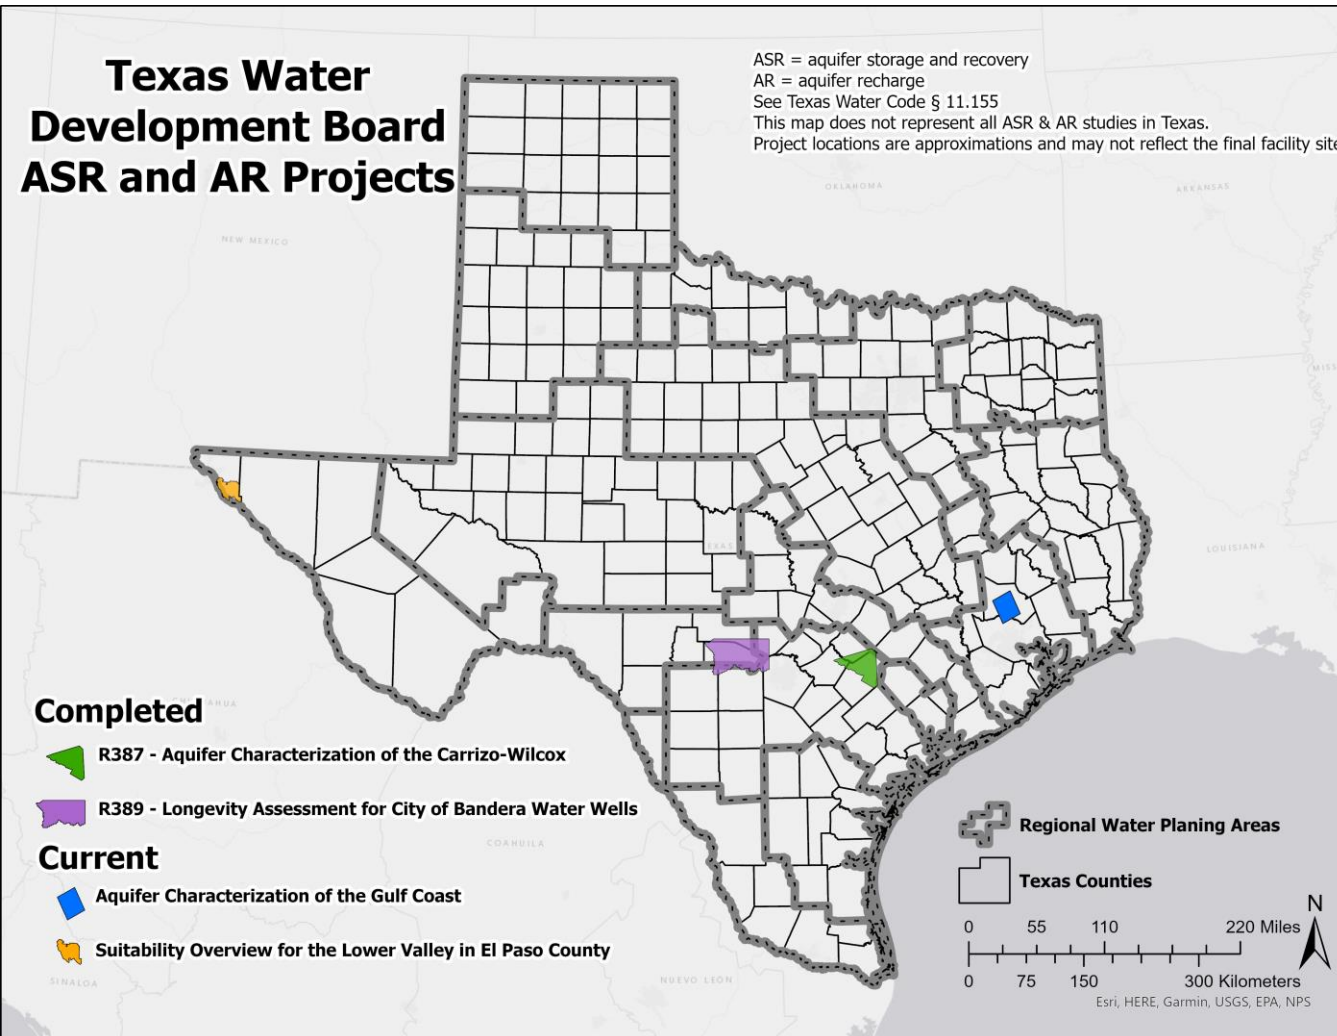 Texas Water
Development Board
ASR and AR Projects
ASR = aquifer storage and recovery
AR = aquifer recharge
See Texas Water Code § 11.155
This map does not represent all ASR & AR studies in Texas.
Project locations are approximations and may not reflect the final facility site
OKLAHOMA
ARKANSAS
NEW MEXICO
MISS
LOUISIANA
EXAS
HUAHUA
Completed
R387 - Aquifer Characterization of the Carrizo-Wilcox
R389 - Longevity Assessment for City of Bandera Water Wells
Current
COAHUILA
Aquifer Characterization of the Gulf Coast
Suitability Overview for the Lower Valley in El Paso County
SINALOA
NUEVO LEÓN
Regional Water Planing Areas
Texas Counties
N
0 55 110 220 Miles
0 75 150 300 Kilometers
Esri, HERE, Garmin, USGS, EPA, NPS